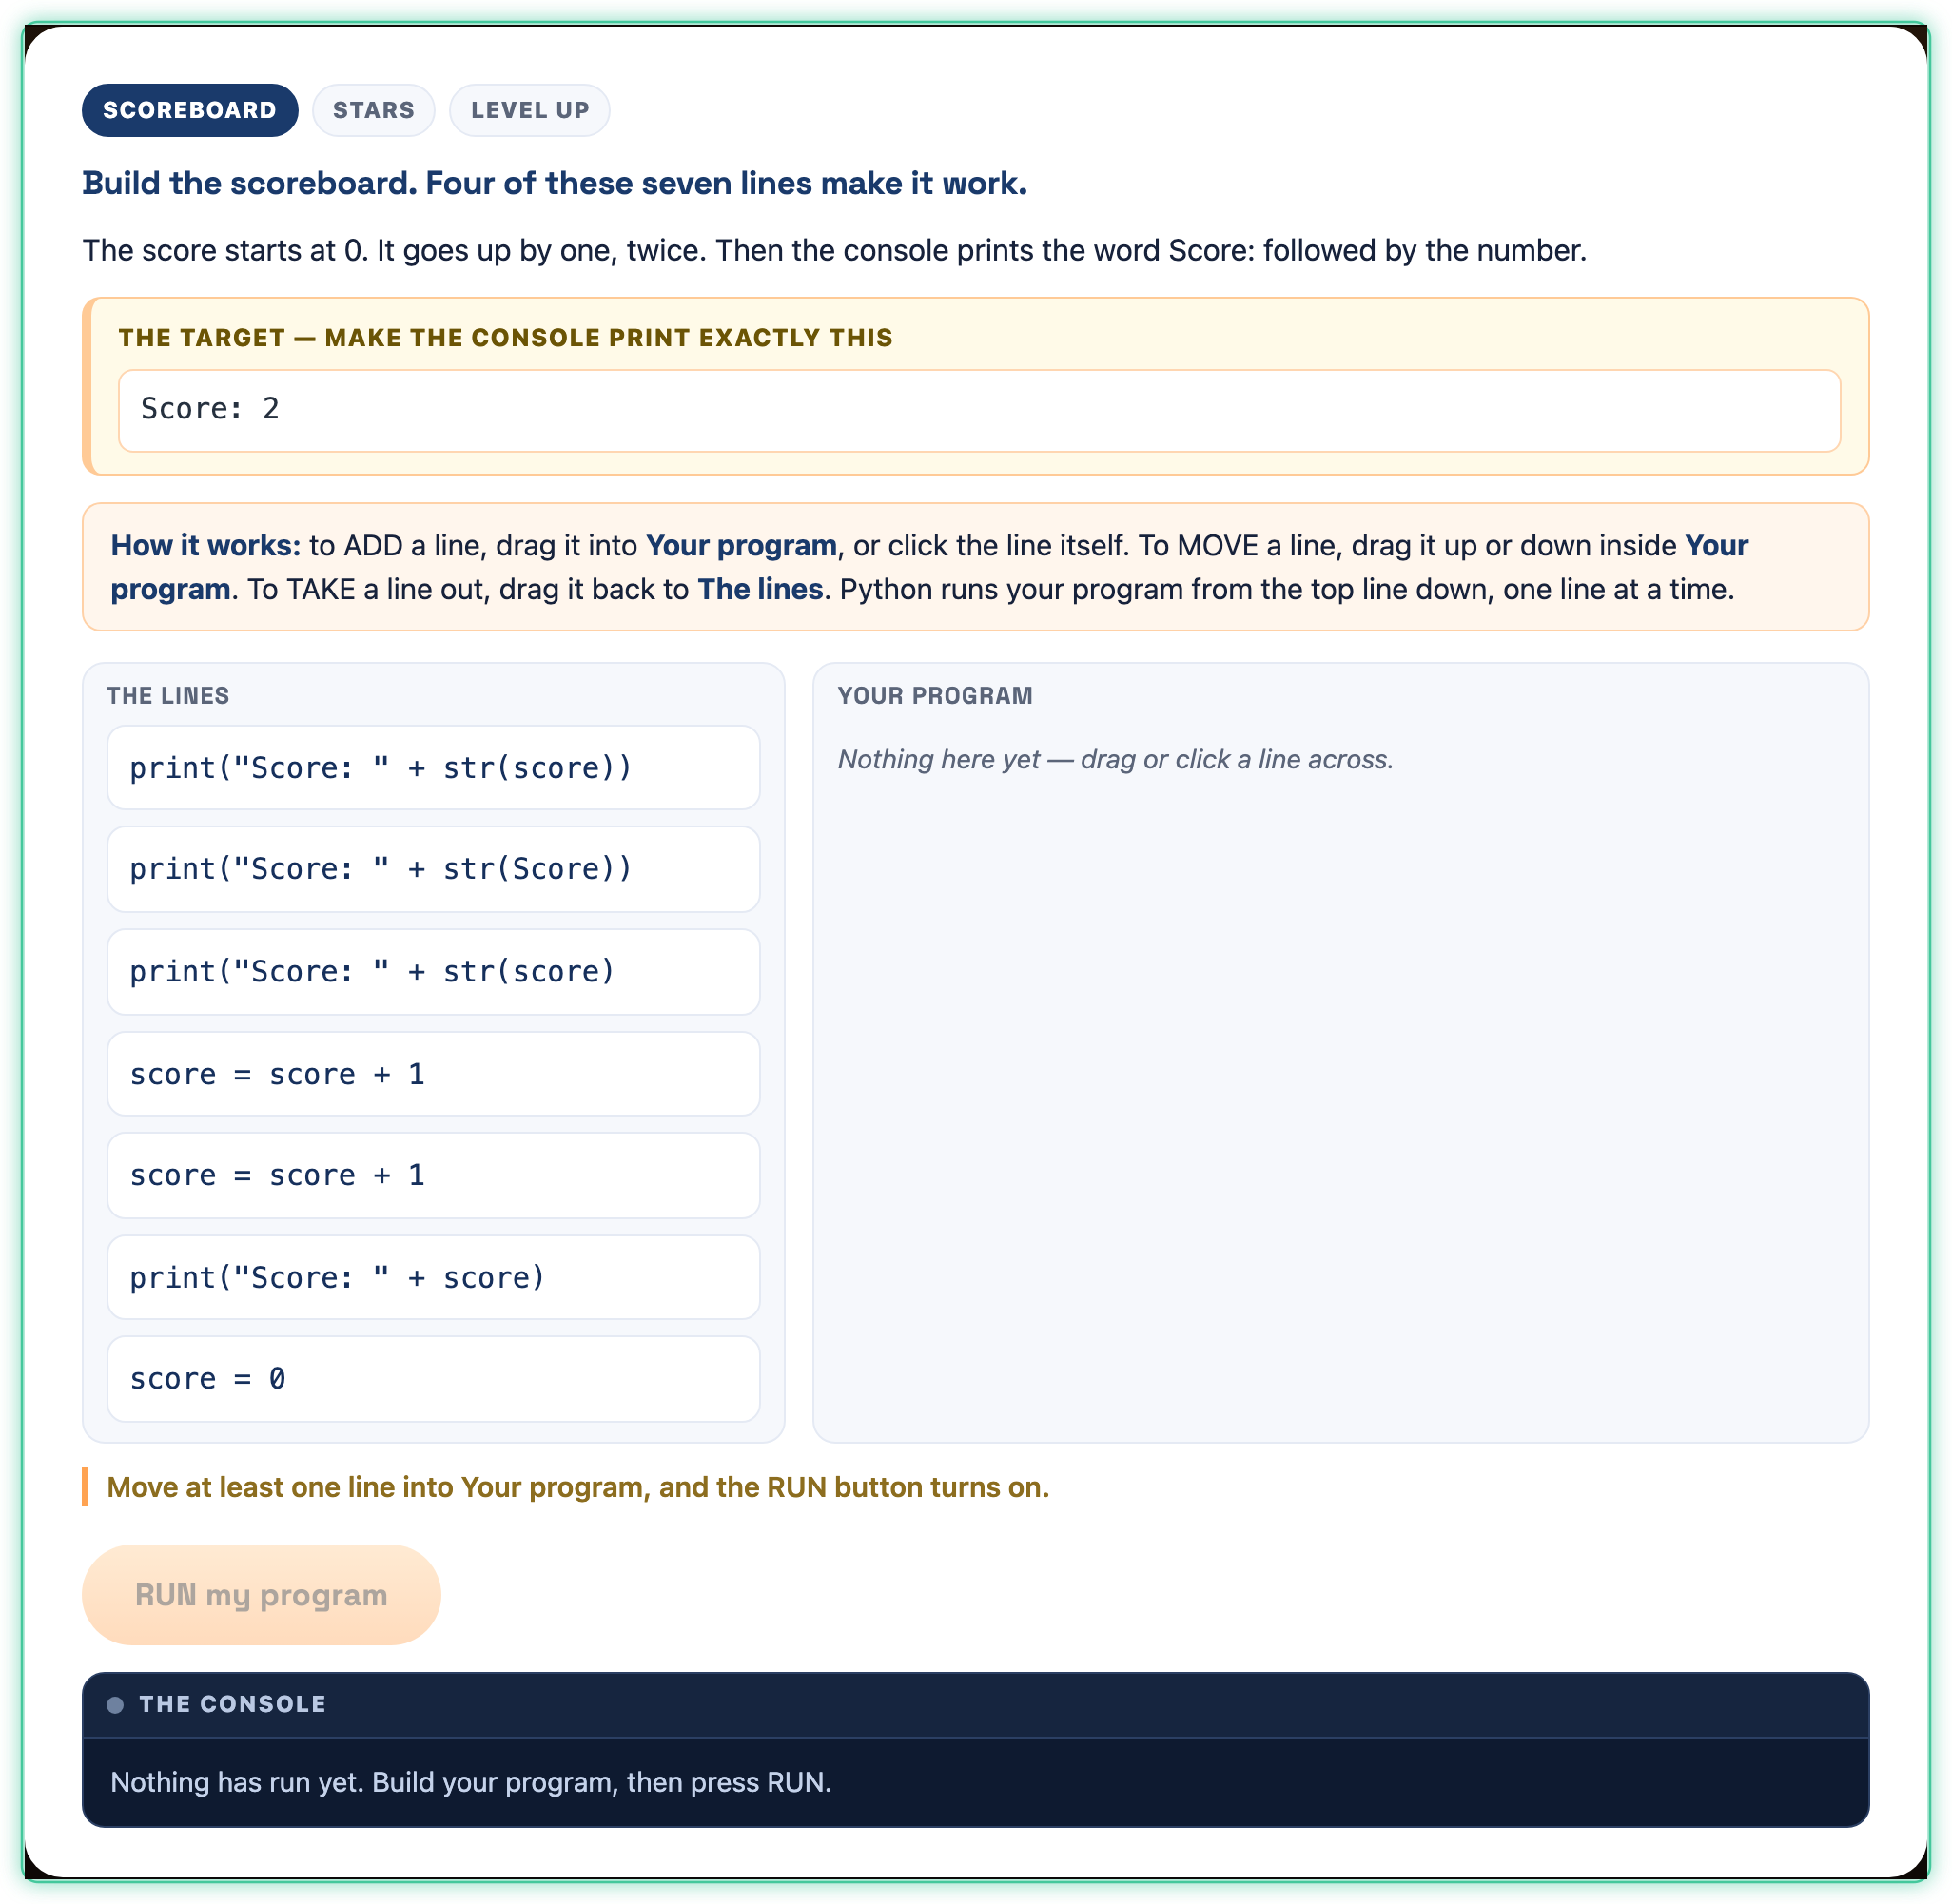 SCOREBOARD STARS LEVEL UP
Build the scoreboard. Four of these seven lines make it work.
The score starts at 0. It goes up by one, twice. Then the console prints the word Score: followed by the number.
THE TARGET — MAKE THE CONSOLE PRINT EXACTLY THIS
Score: 2
How it works: to ADD a line, drag it into Your program, or click the line itself. To MOVE a line, drag it up or down inside Your
program. To TAKE a line out, drag it back to The lines. Python runs your program from the top line down, one line at a time.
THE LINES
print("Score: " + str(score))
print("Score: " + str(Score))
print("Score: " + str(score)
score = score + 1
score = score + 1
print("Score: " + score)
score = 0
YOUR PROGRAM
Nothing here yet — drag or click a line across.
Move at least one line into Your program, and the RUN button turns on.
RUN my program
THE CONSOLE
Nothing has run yet. Build your program, then press RUN.